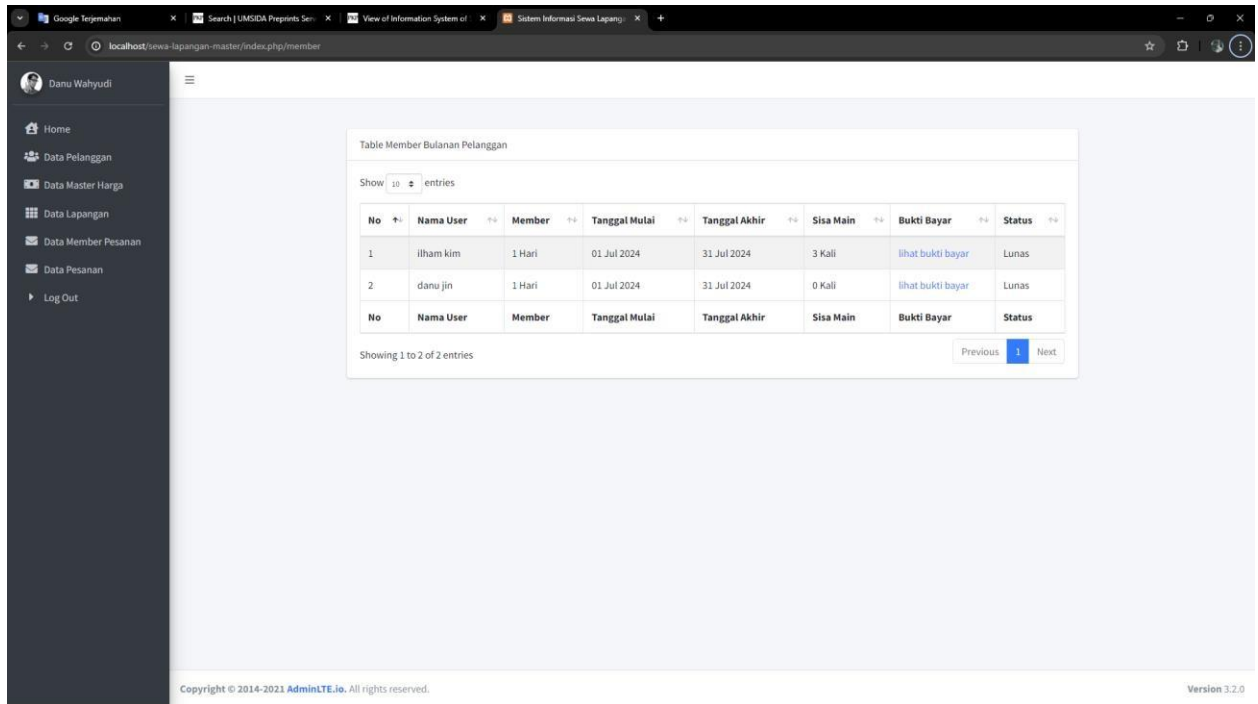 Google Terjemahan
Search | UMSIDA Preprints Serv
View of Information System of
Sistem Informasi Sewa Lapang
localhost/sewa-lapangan-master/index.php/member
Danu Wahyudi
Home
Data Pelanggan
Data Master Harga
Data Lapangan
Data Member Pesanan
Data Pesanan
Log Out
Table Member Bulanan Pelanggan
Show 10 entries
No Nama User Member Tanggal Mulai Tanggal Akhir Sisa Main Bukti Bayar Status
1 ilham kim 1 Hari 01 Jul 2024 31 Jul 2024 3 Kali lihat bukti bayar Lunas
2 danu jin 1 Hari 01 Jul 2024 31 Jul 2024 0 Kali lihat bukti bayar Lunas
No Nama User Member Tanggal Mulai Tanggal Akhir Sisa Main Bukti Bayar Status
Showing 1 to 2 of 2 entries
Previous 1 Next
Copyright © 2014-2021 AdminLTE.io. All rights reserved.
Version 3.2.0